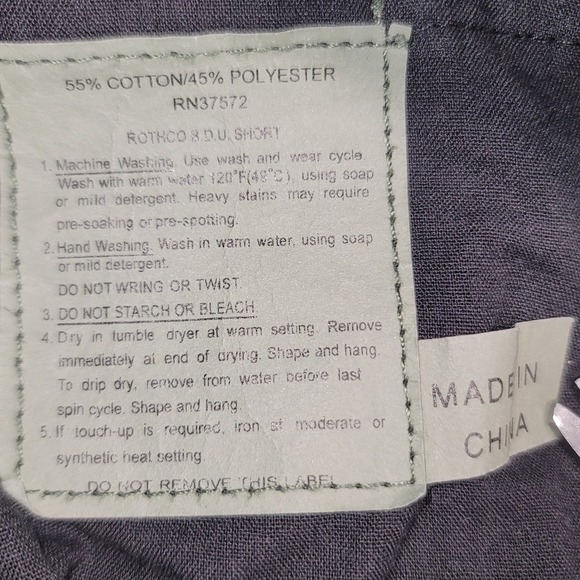 55% COTTON/45% POLYESTER
RN37572
ROTHCO B.D.U. SHORT
1. Machine Washing. Use wash and wear cycle.
Wash with warm water 120°F(49°C), using soap
or mild detergent. Heavy stains may require
pre-soaking or pre-spotting.
2. Hand Washing. Wash in warm water, using soap
or mild detergent.
DO NOT WRING OR TWIST.
3. DO NOT STARCH OR BLEACH.
4. Dry in tumble dryer at warm setting. Remove
immediately at end of drying. Shape and hang.
To drip dry, remove from water before last
spin cycle. Shape and hang.
5. If touch-up is required, iron at moderate or
synthetic heat setting.
DO NOT REMOVE THIS LABEL
MADE IN
CHINA